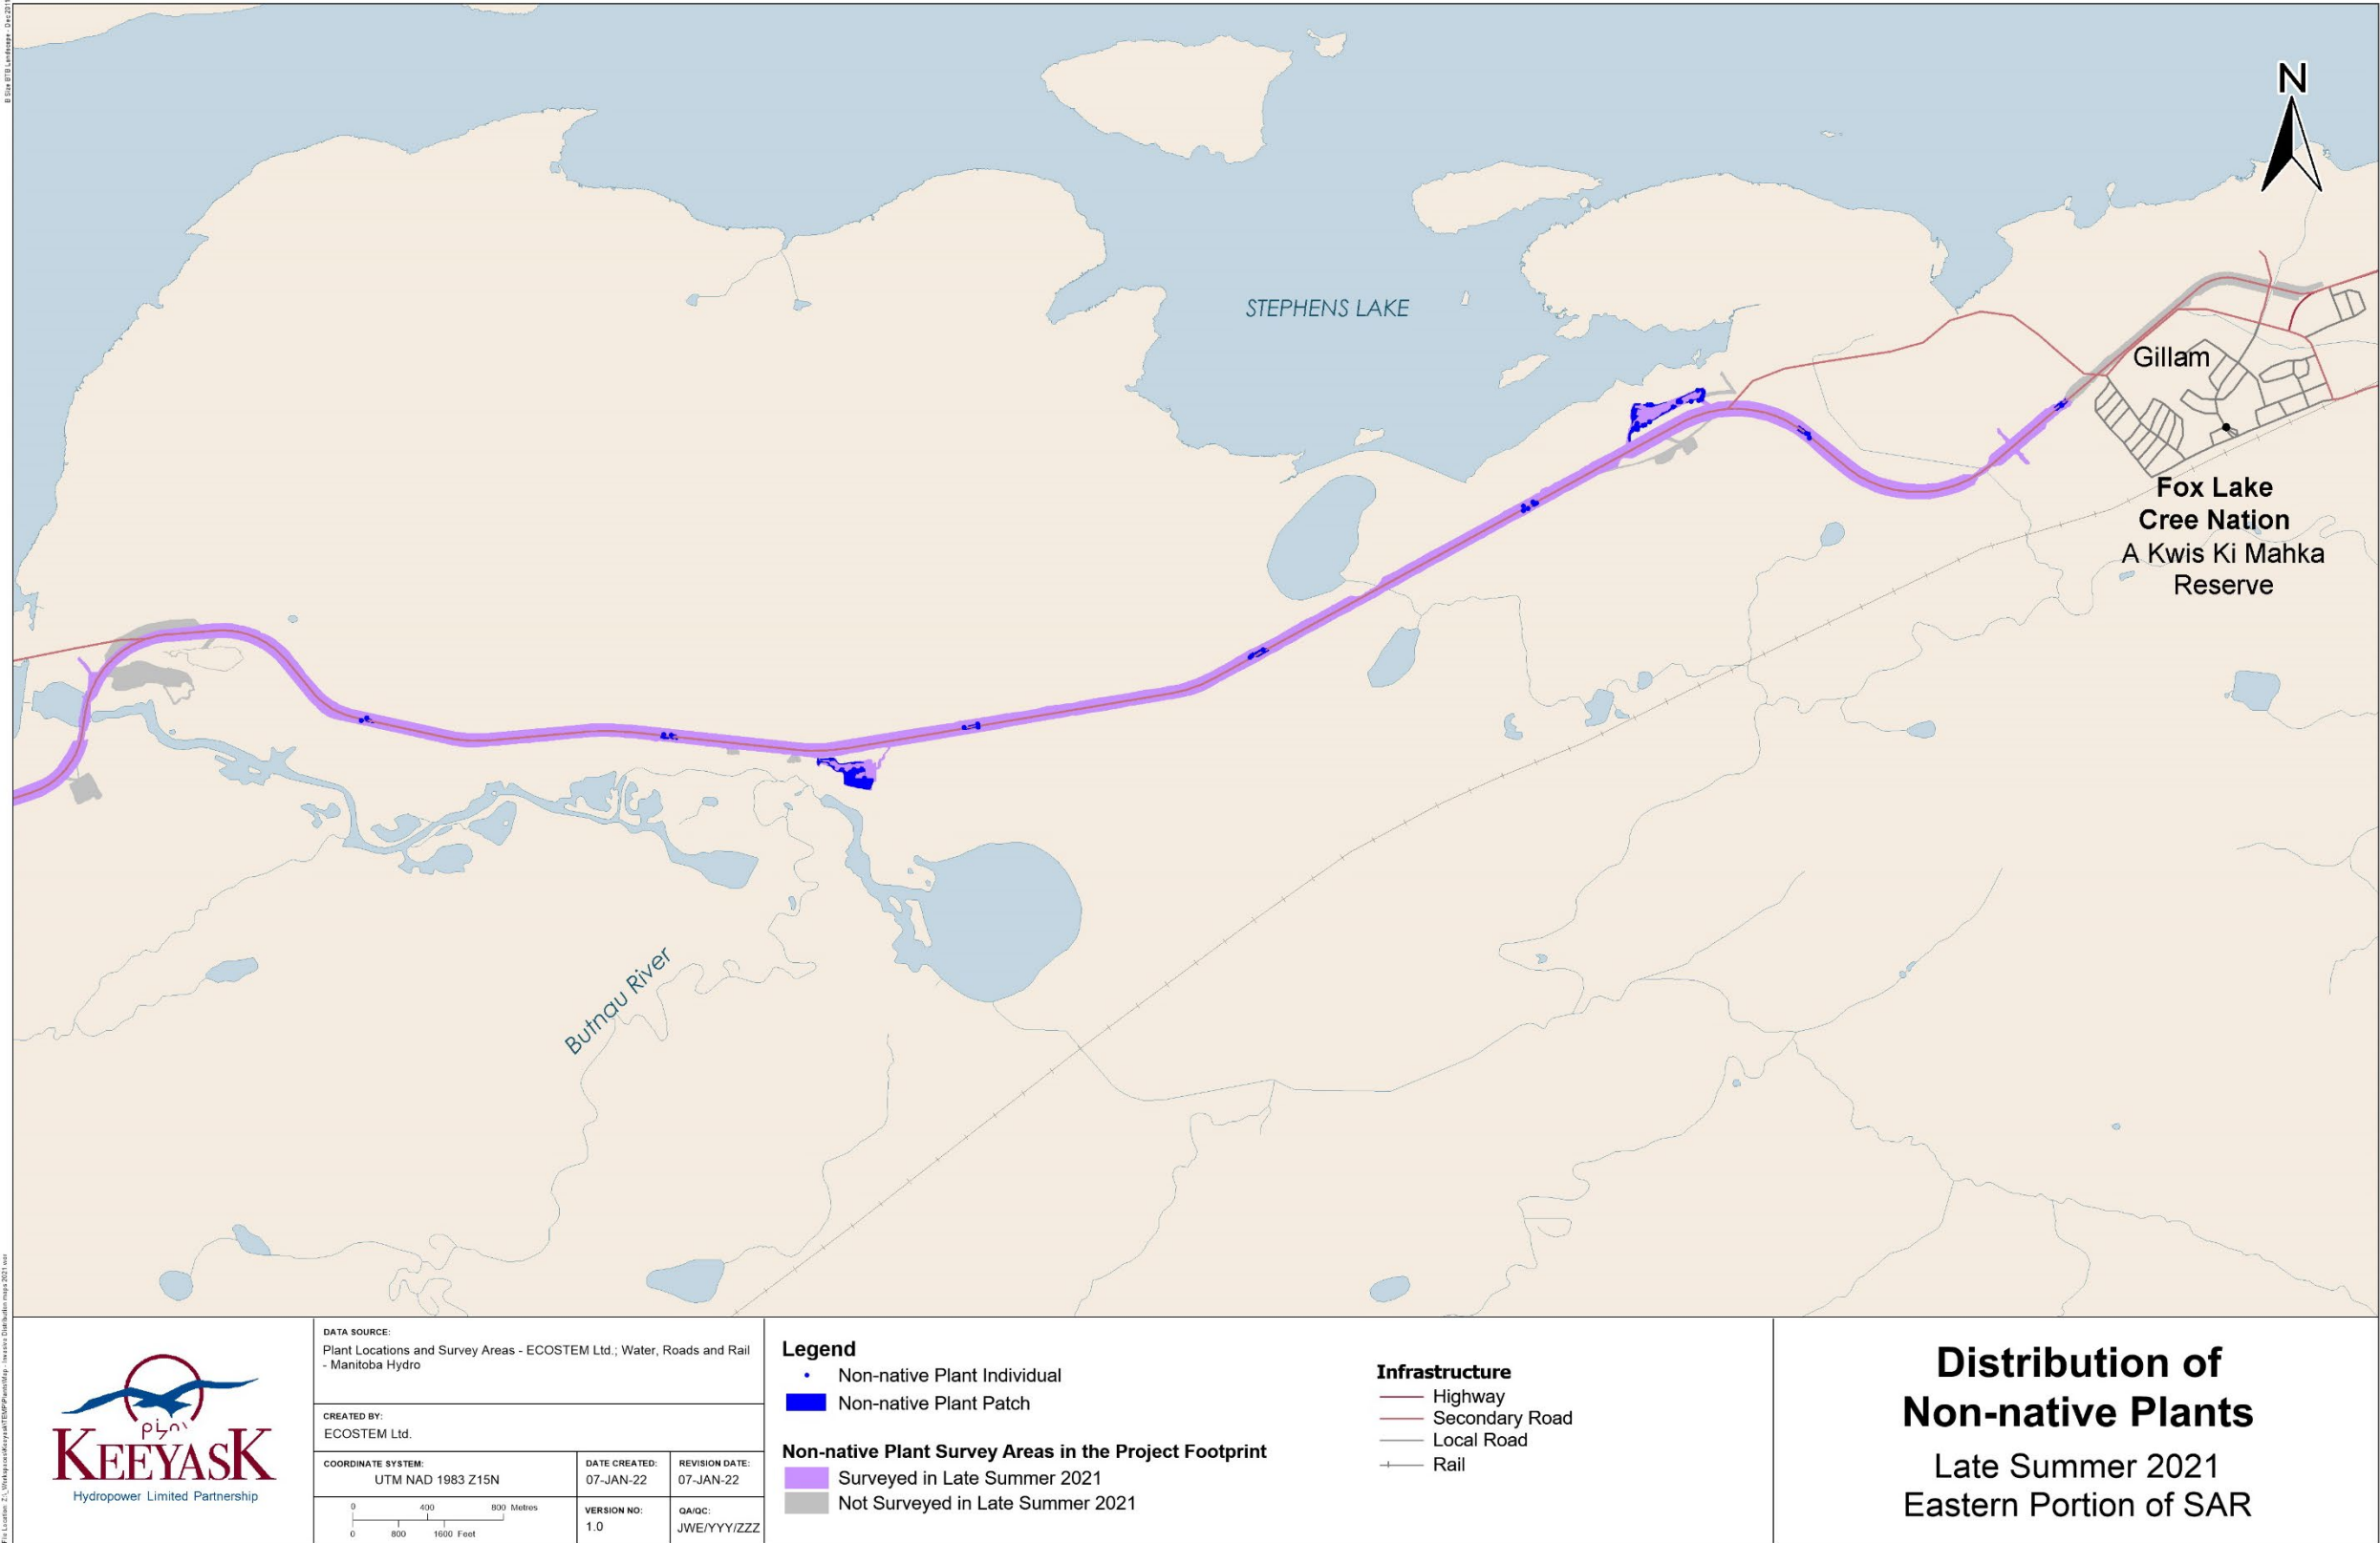 B Size BTB Landscape - Dec 2011
N
STEPHENS LAKE
Gillam
Fox Lake
Cree Nation
A Kwis Ki Mahka
Reserve
Butnau River
ᑭᔭᐢᐠ
KEEYASK
Hydropower Limited Partnership
DATA SOURCE:
Plant Locations and Survey Areas - ECOSTEM Ltd.; Water, Roads and Rail
- Manitoba Hydro
CREATED BY:
ECOSTEM Ltd.
COORDINATE SYSTEM:
UTM NAD 1983 Z15N
DATE CREATED:
07-JAN-22
REVISION DATE:
07-JAN-22
0 400 800 Metres
0 800 1600 Feet
VERSION NO:
1.0
QA/QC:
JWE/YYY/ZZZ
Legend
Non-native Plant Individual
Non-native Plant Patch
Non-native Plant Survey Areas in the Project Footprint
Surveyed in Late Summer 2021
Not Surveyed in Late Summer 2021
Infrastructure
Highway
Secondary Road
Local Road
Rail
Distribution of
Non-native Plants
Late Summer 2021
Eastern Portion of SAR